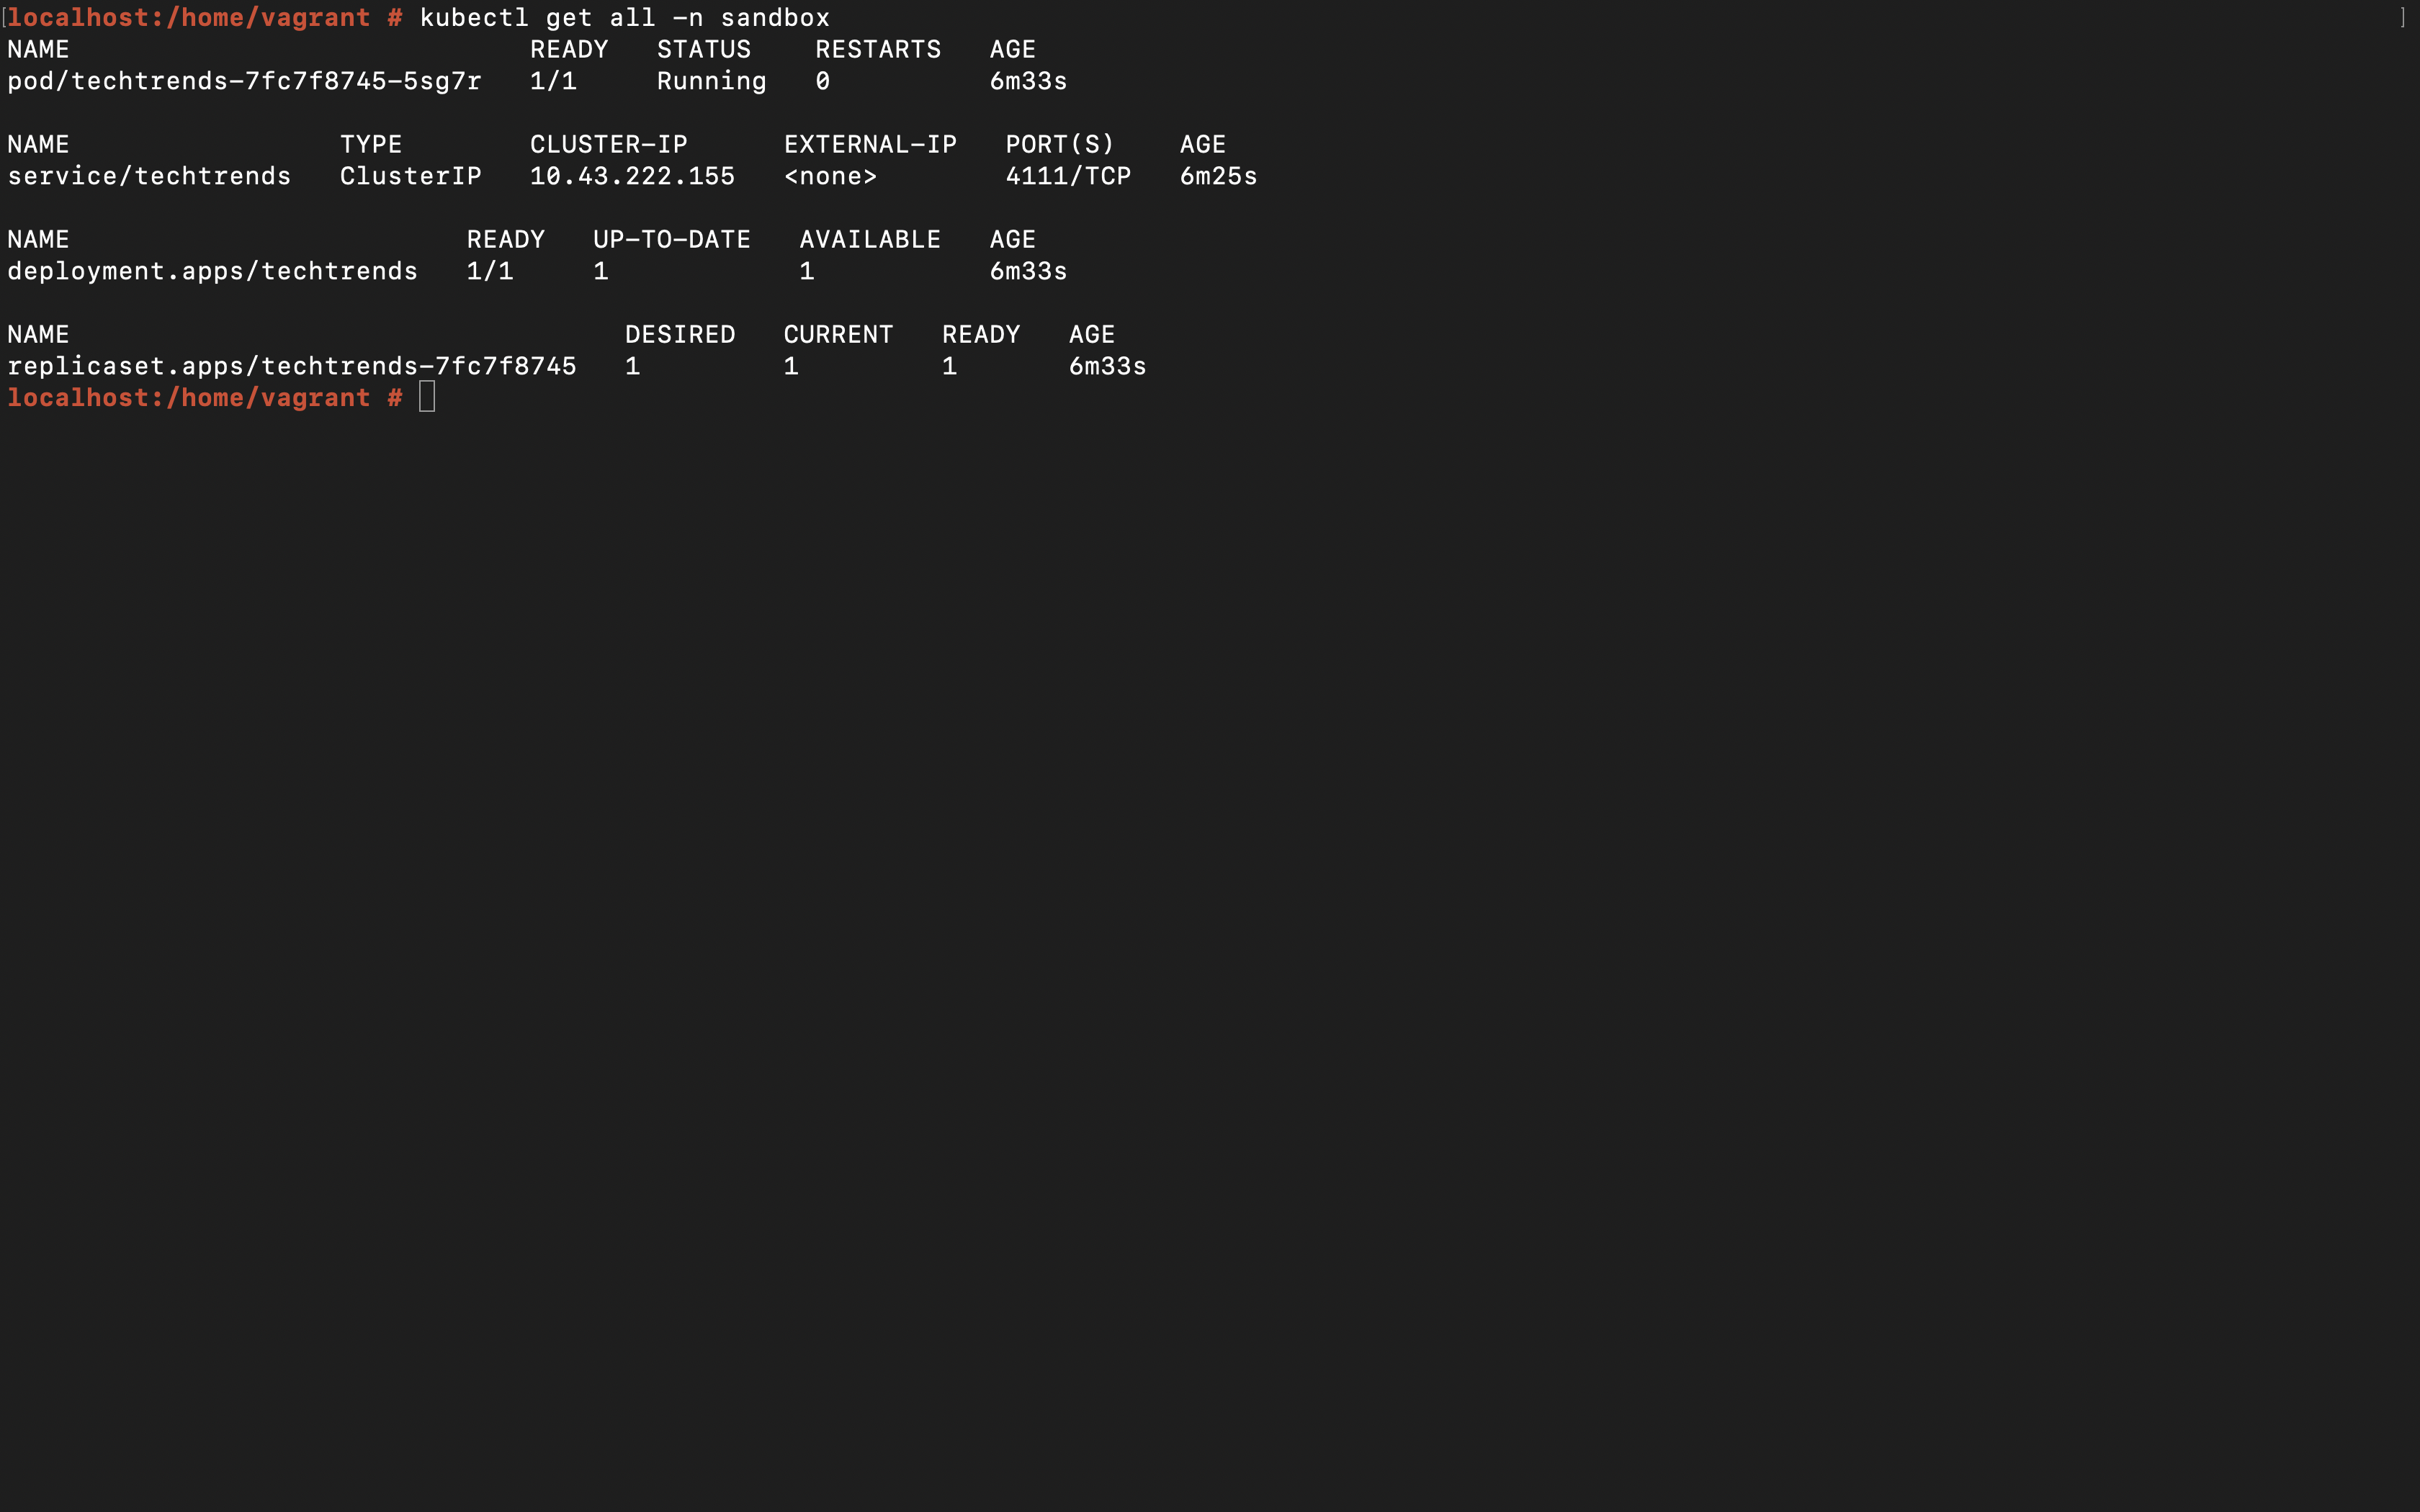 localhost:/home/vagrant # kubectl get all -n sandbox
NAME                              READY   STATUS    RESTARTS   AGE
pod/techtrends-7fc7f8745-5sg7r   1/1     Running   0          6m33s

NAME                 TYPE        CLUSTER-IP      EXTERNAL-IP   PORT(S)    AGE
service/techtrends   ClusterIP   10.43.222.155   <none>        4111/TCP   6m25s

NAME                         READY   UP-TO-DATE   AVAILABLE   AGE
deployment.apps/techtrends   1/1     1            1           6m33s

NAME                                   DESIRED   CURRENT   READY   AGE
replicaset.apps/techtrends-7fc7f8745   1         1         1       6m33s
localhost:/home/vagrant #